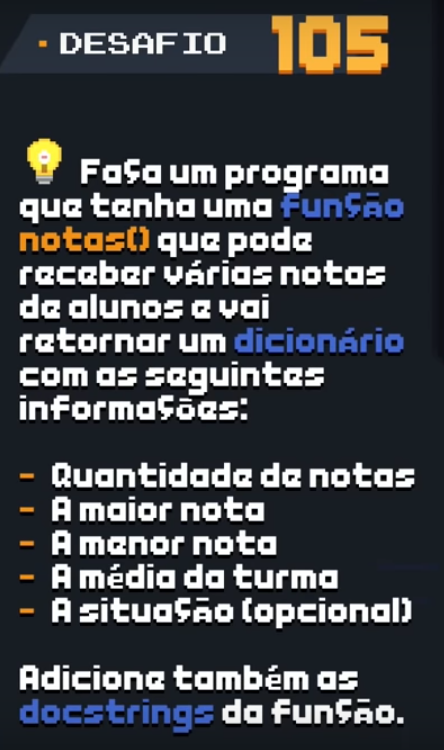 DESAFIO 105
Faça um programa
que tenha uma função
notas() que pode
receber várias notas
de alunos e vai
retornar um dicionário
com as seguintes
informações:
- Quantidade de notas
- A maior nota
- A menor nota
- A média da turma
- A situação (opcional)
Adicione também as
docstrings da função.